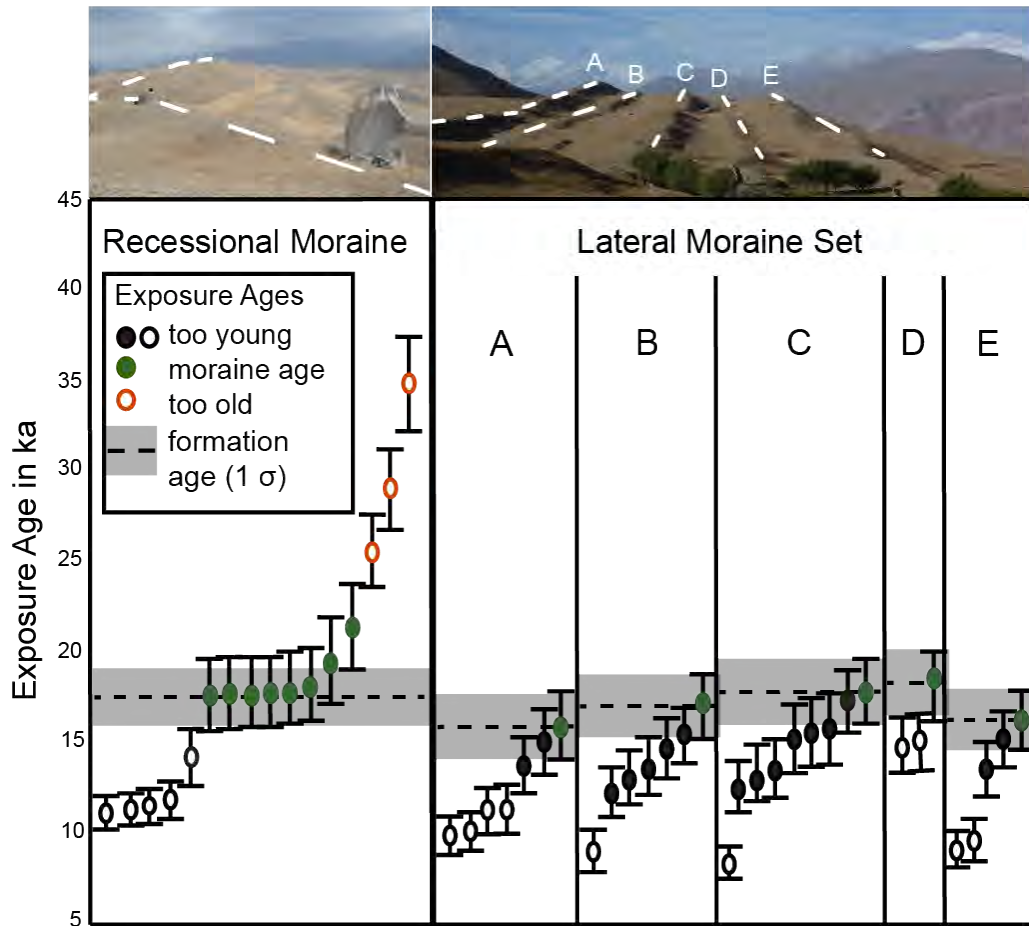 A
B
C
D
E
45
Recessional Moraine
Lateral Moraine Set
Exposure Ages
too young
moraine age
too old
formation
age (1 σ)
A
B
C
D
E
40
35
30
25
20
15
10
5
Exposure Age in ka